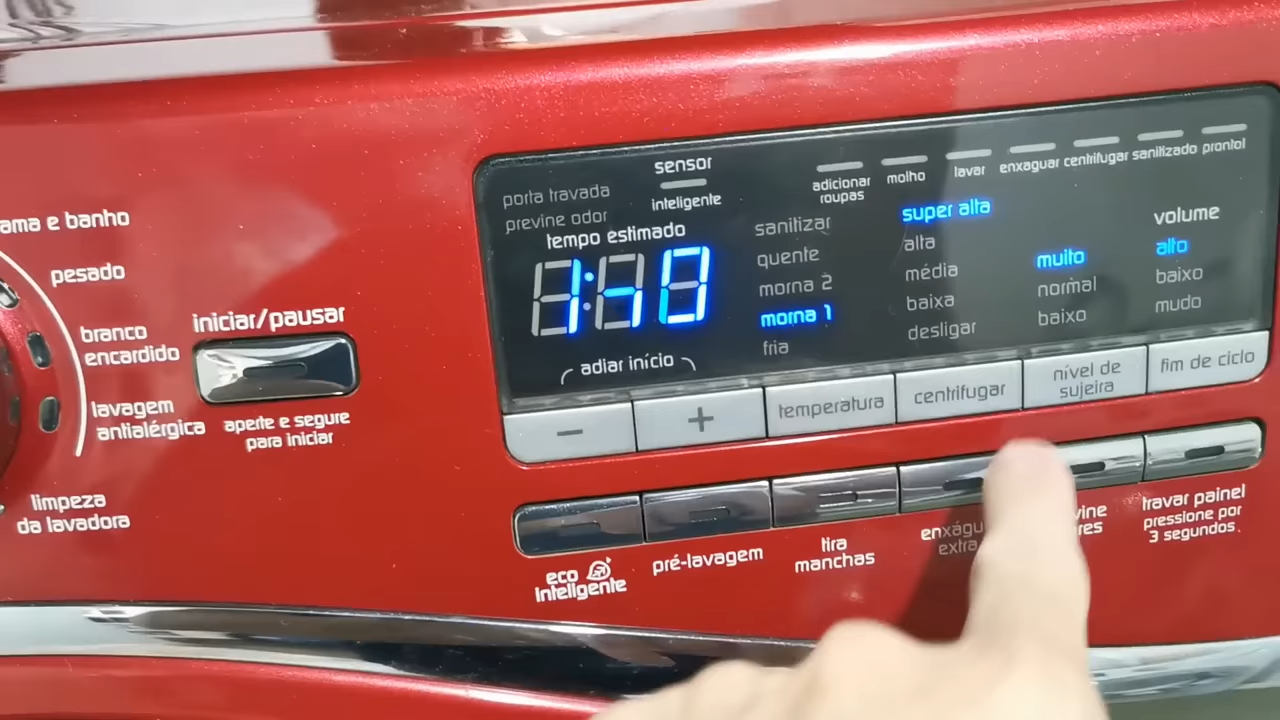 ama e banho
pesado
branco
encardido
lavagem
antialérgica
limpeza
da lavadora
iniciar/pausar
aperte e segure
para iniciar
porta travada
previne odor
sensor
inteligente
tempo estimado
adiar início
adicionar
roupas
molho
lavar
enxaguar
centrifugar
sanitizado
pronto!
sanitizar
quente
morna 2
morna 1
fria
super alta
alta
média
baixa
desligar
muito
normal
baixo
volume
alto
baixo
mudo
−
+
temperatura
centrifugar
nível de
sujeira
fim de ciclo
eco
Inteligente
pré-lavagem
tira
manchas
enxágu
extra
vine
res
travar painel
pressione por
3 segundos.